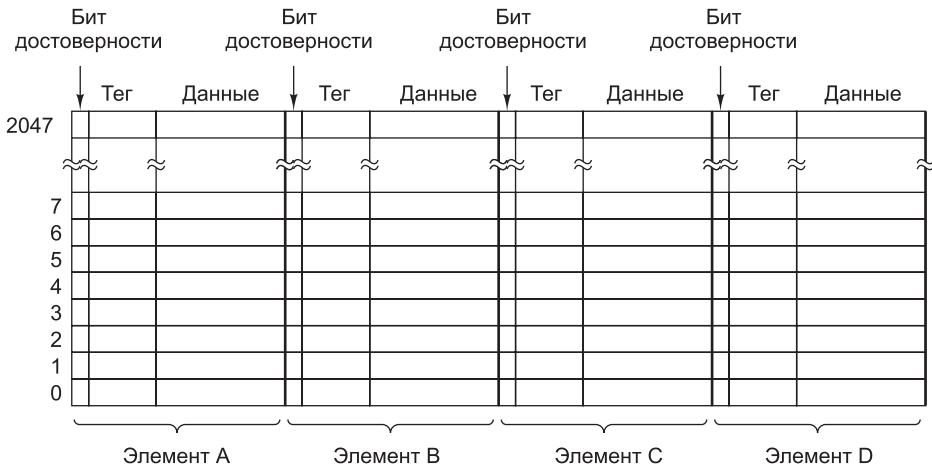 Бит Бит Бит Бит
достоверности достоверности достоверности достоверности
Тег Данные Тег Данные Тег Данные Тег Данные
2047
7
6
5
4
3
2
1
0
Элемент A Элемент B Элемент C Элемент D